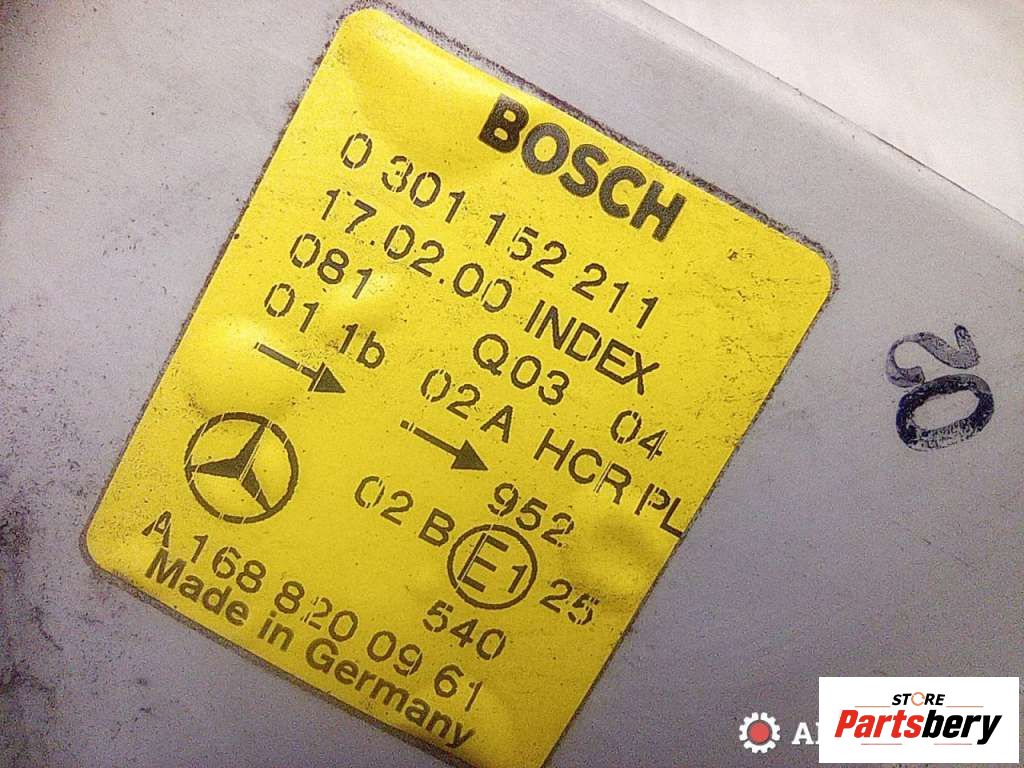 BOSCH
0 301 152 211
17.02.00 INDEX
081 Q03 04
01 1b 02 A HCR PL
952
02 B E1 25
540
A 168 820 09 61
Made in Germany
02
STORE
Partsbery